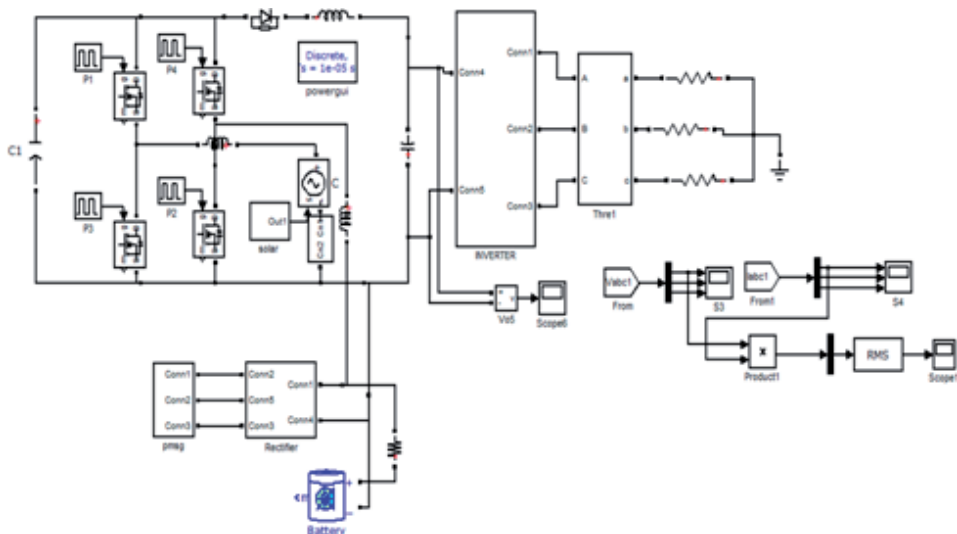 P1
P4
Discrete,
s = 1e-05 s
powergui
C1
P3
P2
C
Out1
solar
Conn4
Conn5
Conn1
Conn2
Conn3
INVERTER
A
B
C
a
b
c
Thre1
v
Vo5
Scope6
Vabc1
From
S3
Iabc1
From1
S4
x
Product1
RMS
Scope1
Conn1
Conn2
Conn3
pmsg
Conn2
Conn5
Conn3
Conn1
Conn4
Rectifier
+
m
−
Battery